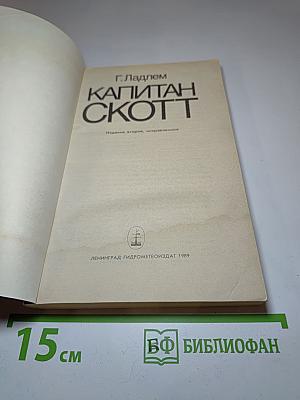 Г. Ладлем
КАПИТАН
СКОТТ
Издание второе, исправленное
ЛЕНИНГРАД ГИДРОМЕТЕОИЗДАТ 1989
15 см
БФ БИБЛИОФАН